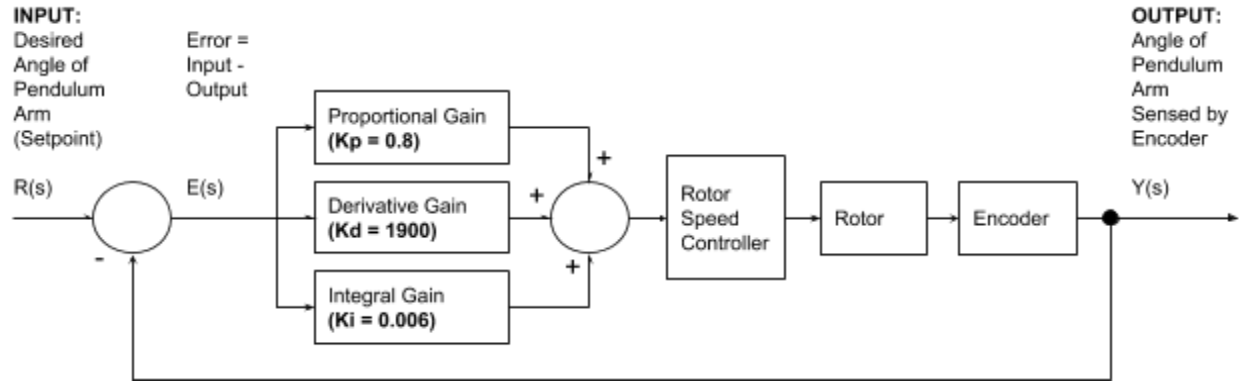 INPUT:
Desired
Angle of
Pendulum
Arm
(Setpoint)
Error =
Input -
Output
OUTPUT:
Angle of
Pendulum
Arm
Sensed by
Encoder
R(s)
E(s)
Y(s)
-
Proportional Gain
(Kp = 0.8)
Derivative Gain
(Kd = 1900)
Integral Gain
(Ki = 0.006)
+
+
+
Rotor
Speed
Controller
Rotor
Encoder